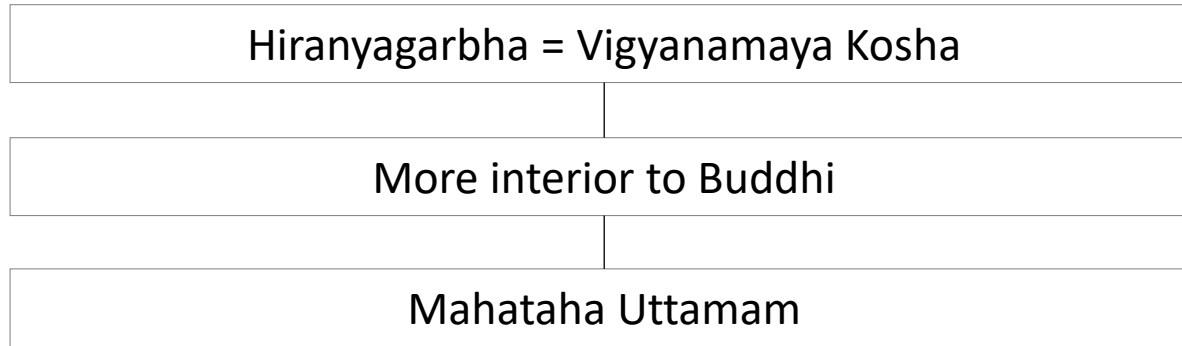 Hiranyagarbha = Vigyanamaya Kosha
More interior to Buddhi
Mahataha Uttamam